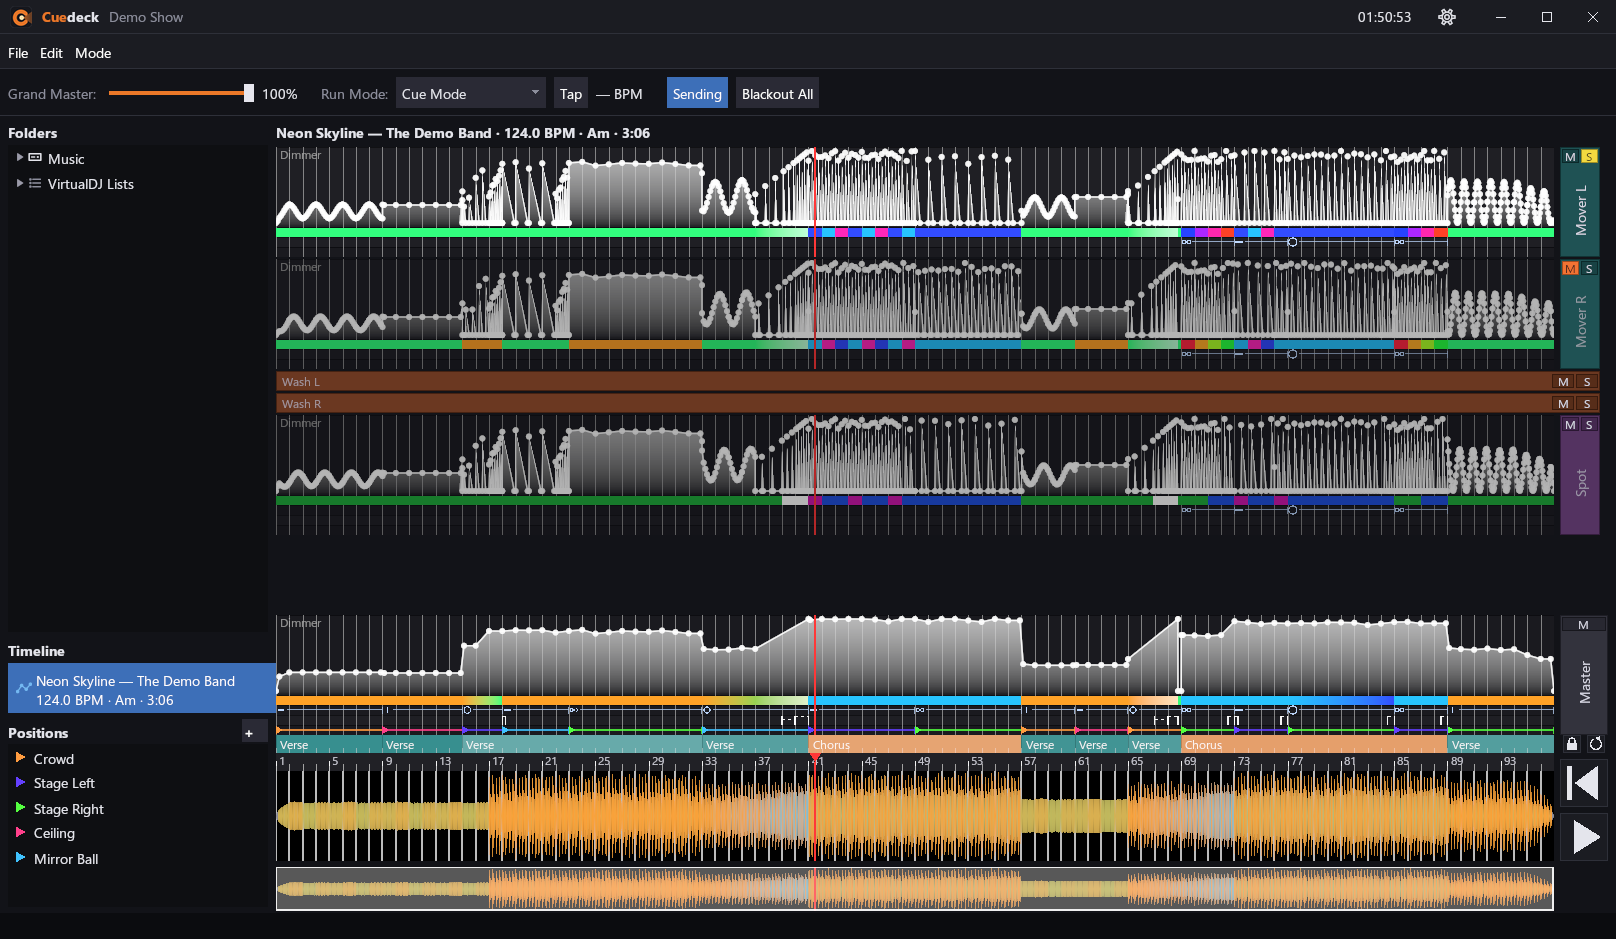 Cuedeck Demo Show 01:50:53
File Edit Mode
Grand Master: 100% Run Mode: Cue Mode Tap — BPM Sending Blackout All
Folders
Music
VirtualDJ Lists
Neon Skyline — The Demo Band · 124.0 BPM · Am · 3:06
Dimmer
M S
Mover L
Dimmer
M S
Mover R
Wash L M S
Wash R M S
Dimmer
M S
Spot
Dimmer
M
Master
Timeline
Neon Skyline — The Demo Band
124.0 BPM · Am · 3:06
Positions +
Crowd
Stage Left
Stage Right
Ceiling
Mirror Ball
Verse Verse Verse Verse Chorus Verse Verse Verse Chorus Verse
1 5 9 13 17 21 25 29 33 37 41 45 49 53 57 61 65 69 73 77 81 85 89 93